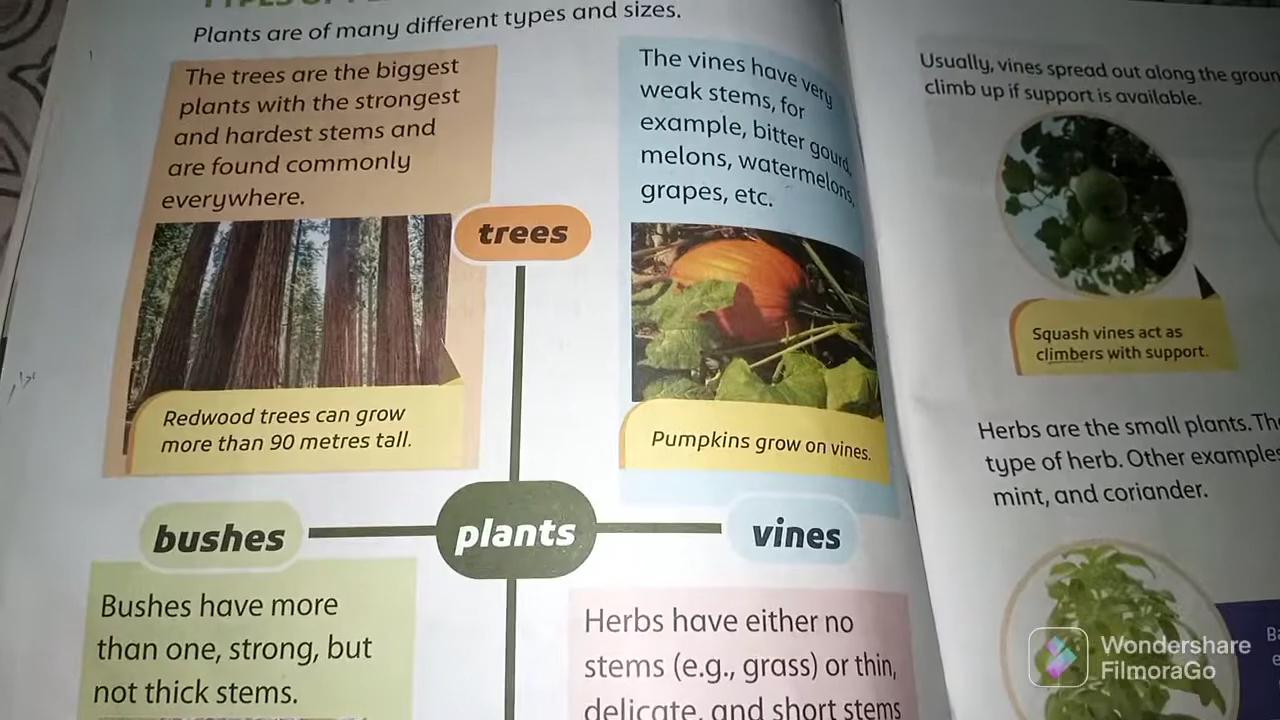 Plants are of many different types and sizes.
The trees are the biggest
plants with the strongest
and hardest stems and
are found commonly
everywhere.
trees
Redwood trees can grow
more than 90 metres tall.
The vines have very
weak stems, for
example, bitter gourd,
melons, watermelons,
grapes, etc.
Pumpkins grow on vines.
bushes
plants
vines
Bushes have more
than one, strong, but
not thick stems.
Herbs have either no
stems (e.g., grass) or thin,
delicate, and short stems
Usually, vines spread out along the
climb up if support is available.
Squash vines act as
climbers with support.
Herbs are the small plants.
type of herb. Other examples
mint, and coriander.
Wondershare
FilmoraGo